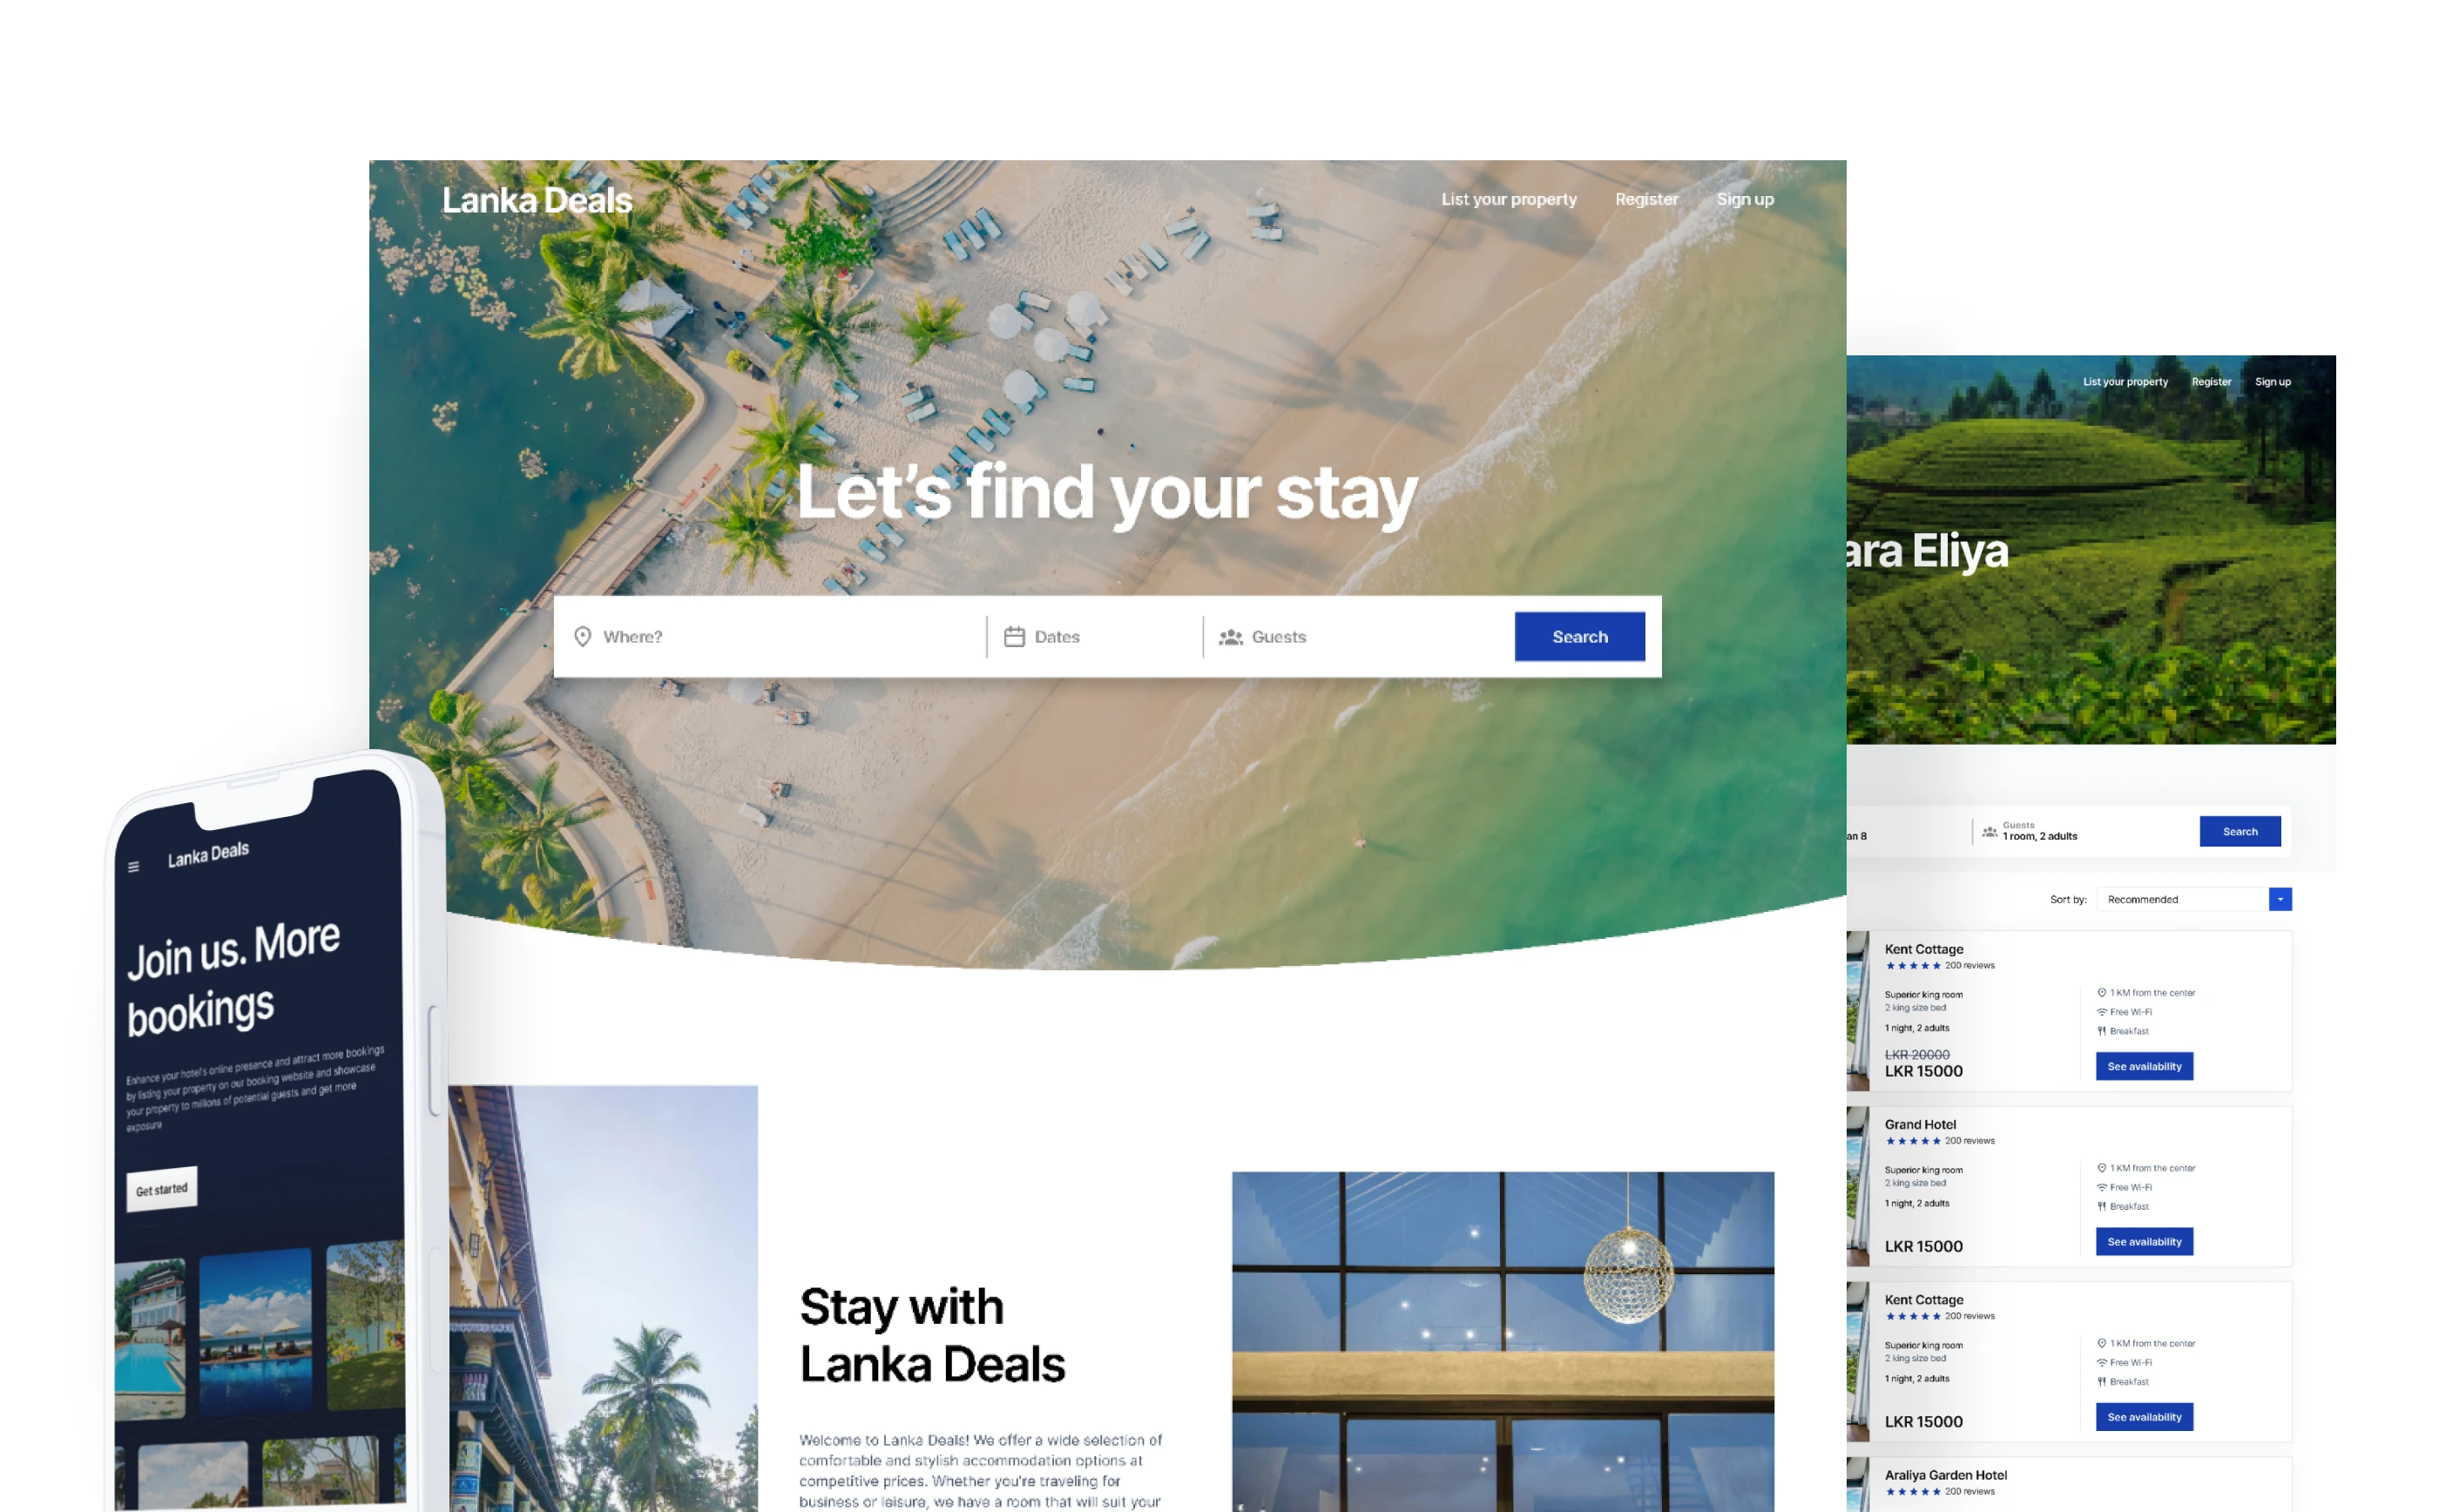 Lanka Deals
List your property
Register
Sign up
Let's find your stay
Where?
Dates
Guests
Search
Stay with
Lanka Deals
Welcome to Lanka Deals! We offer a wide selection of
comfortable and stylish accommodation options at
competitive prices. Whether you're traveling for
business or leisure, we have a room that will suit your
Lanka Deals
Join us. More
bookings
Enhance your hotel's online presence and attract more bookings
by listing your property on our booking website and showcase
your property to millions of potential guests and get more
exposure
Get started
List your property
Register
Sign up
ara Eliya
an 8
Guests
1 room, 2 adults
Search
Sort by:
Recommended
Kent Cottage
200 reviews
Superior king room
2 king size bed
1 night, 2 adults
LKR 20000
LKR 15000
1 KM from the center
Free Wi-Fi
Breakfast
See availability
Grand Hotel
200 reviews
Superior king room
2 king size bed
1 night, 2 adults
LKR 15000
1 KM from the center
Free Wi-Fi
Breakfast
See availability
Kent Cottage
200 reviews
Superior king room
2 king size bed
1 night, 2 adults
LKR 15000
1 KM from the center
Free Wi-Fi
Breakfast
See availability
Araliya Garden Hotel
200 reviews